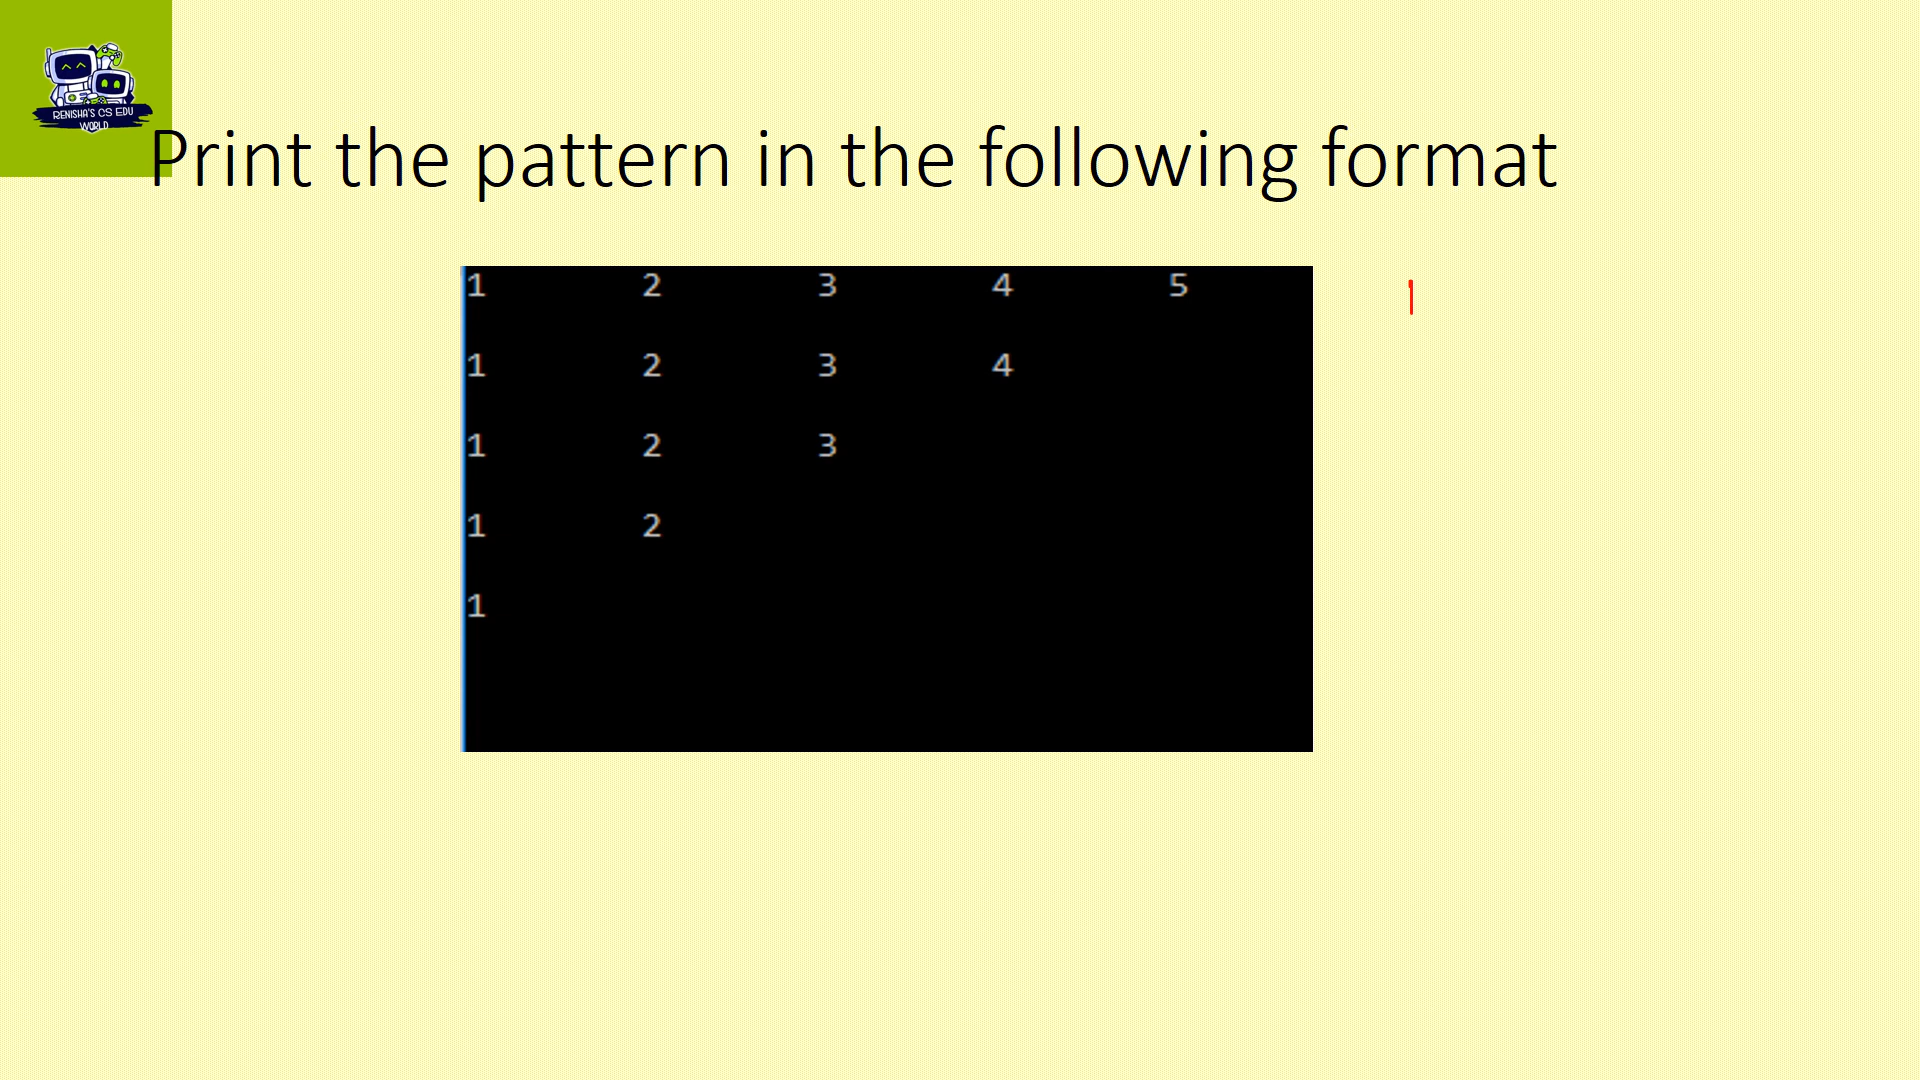 RENISHA'S CS EDU
WORLD
Print the pattern in the following format
1 2 3 4 5
1 2 3 4
1 2 3
1 2
1